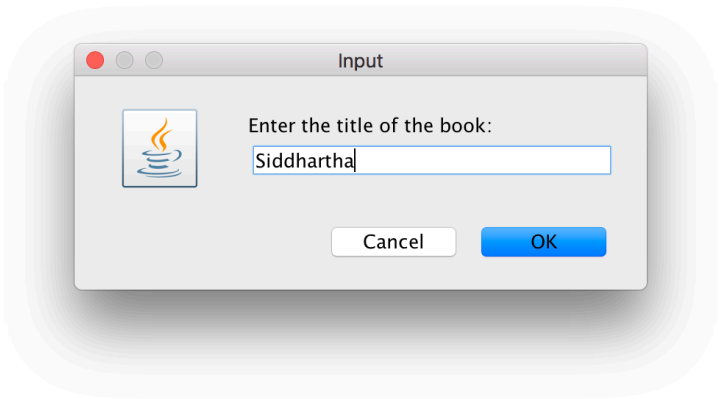 Input
Enter the title of the book:
Siddhartha
Cancel
OK